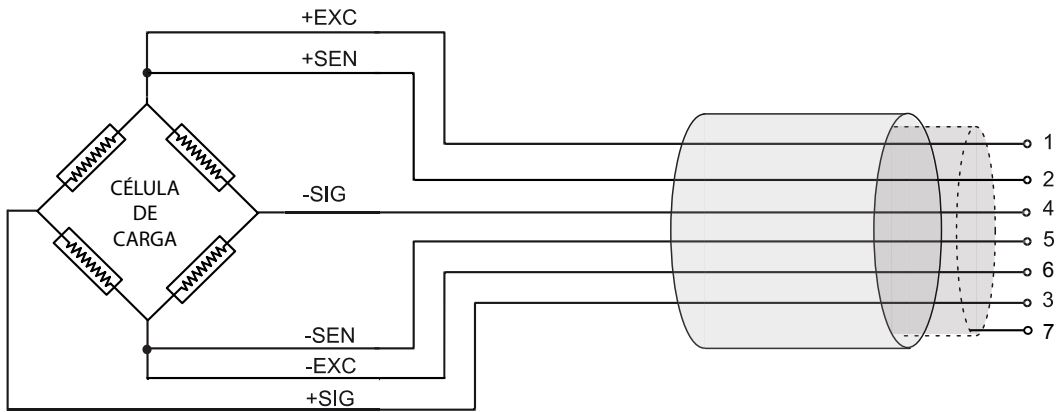 +EXC
+SEN
CÉLULA
DE
CARGA
-SIG
-SEN
-EXC
+SIG
1
2
4
5
6
3
7